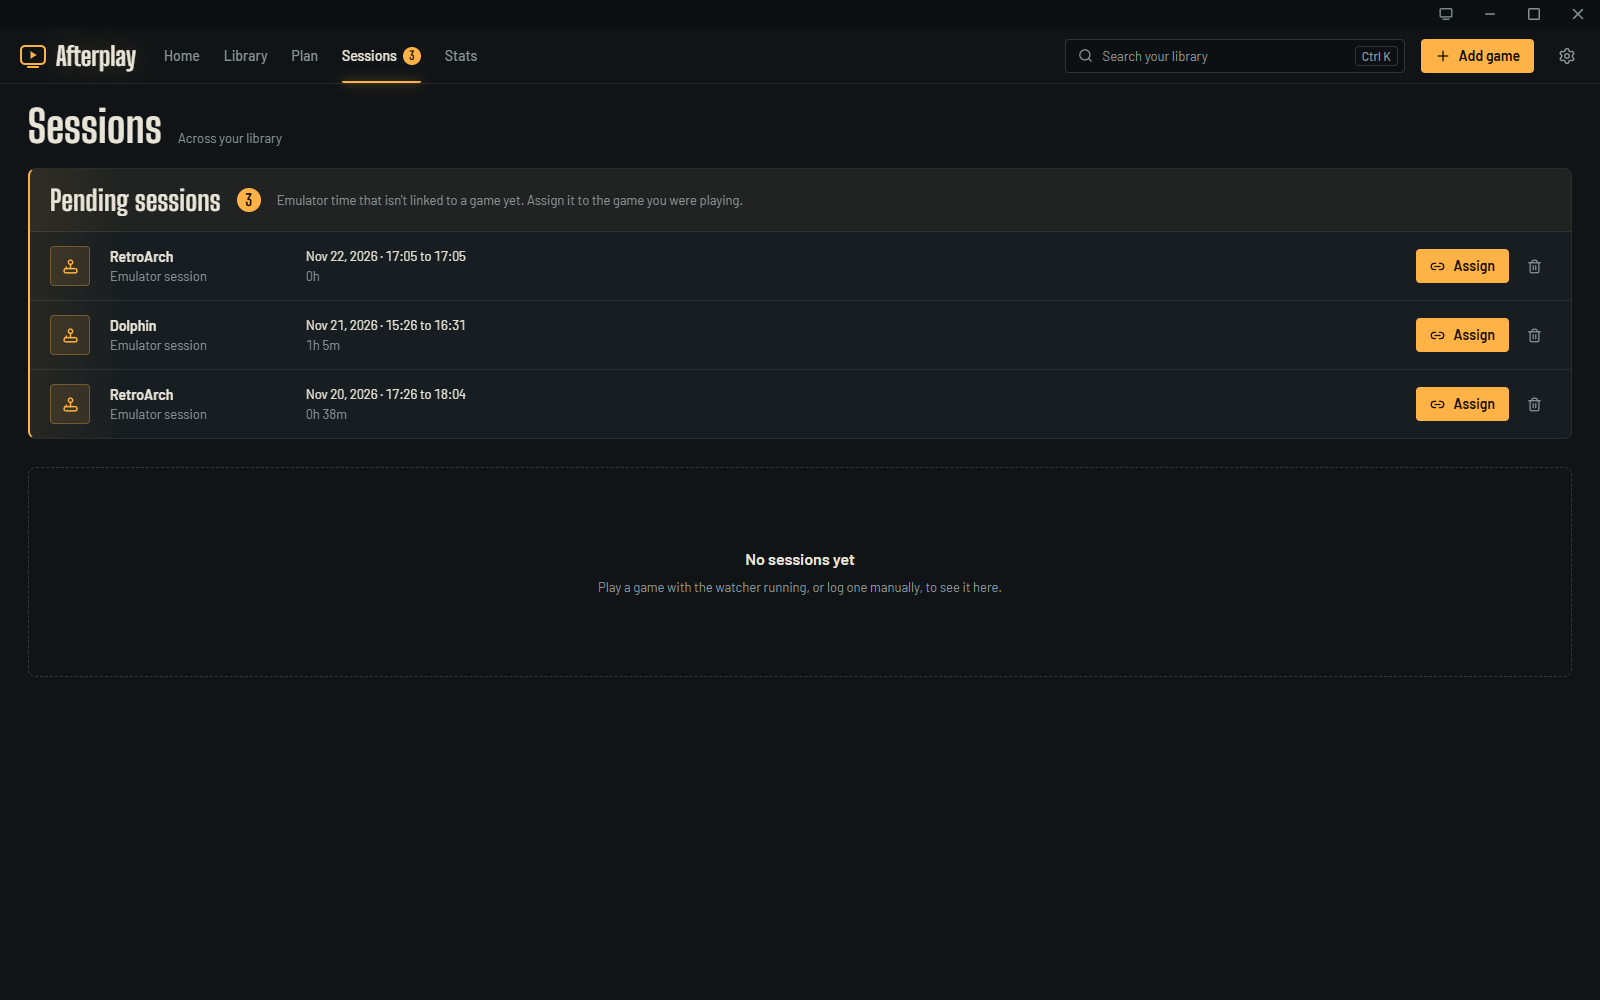 Afterplay
Home
Library
Plan
Sessions 3
Stats
Search your library
Ctrl K
Add game
Sessions
Across your library
Pending sessions 3
Emulator time that isn't linked to a game yet. Assign it to the game you were playing.
RetroArch
Emulator session
Nov 22, 2026 · 17:05 to 17:05
0h
Assign
Dolphin
Emulator session
Nov 21, 2026 · 15:26 to 16:31
1h 5m
Assign
RetroArch
Emulator session
Nov 20, 2026 · 17:26 to 18:04
0h 38m
Assign
No sessions yet
Play a game with the watcher running, or log one manually, to see it here.